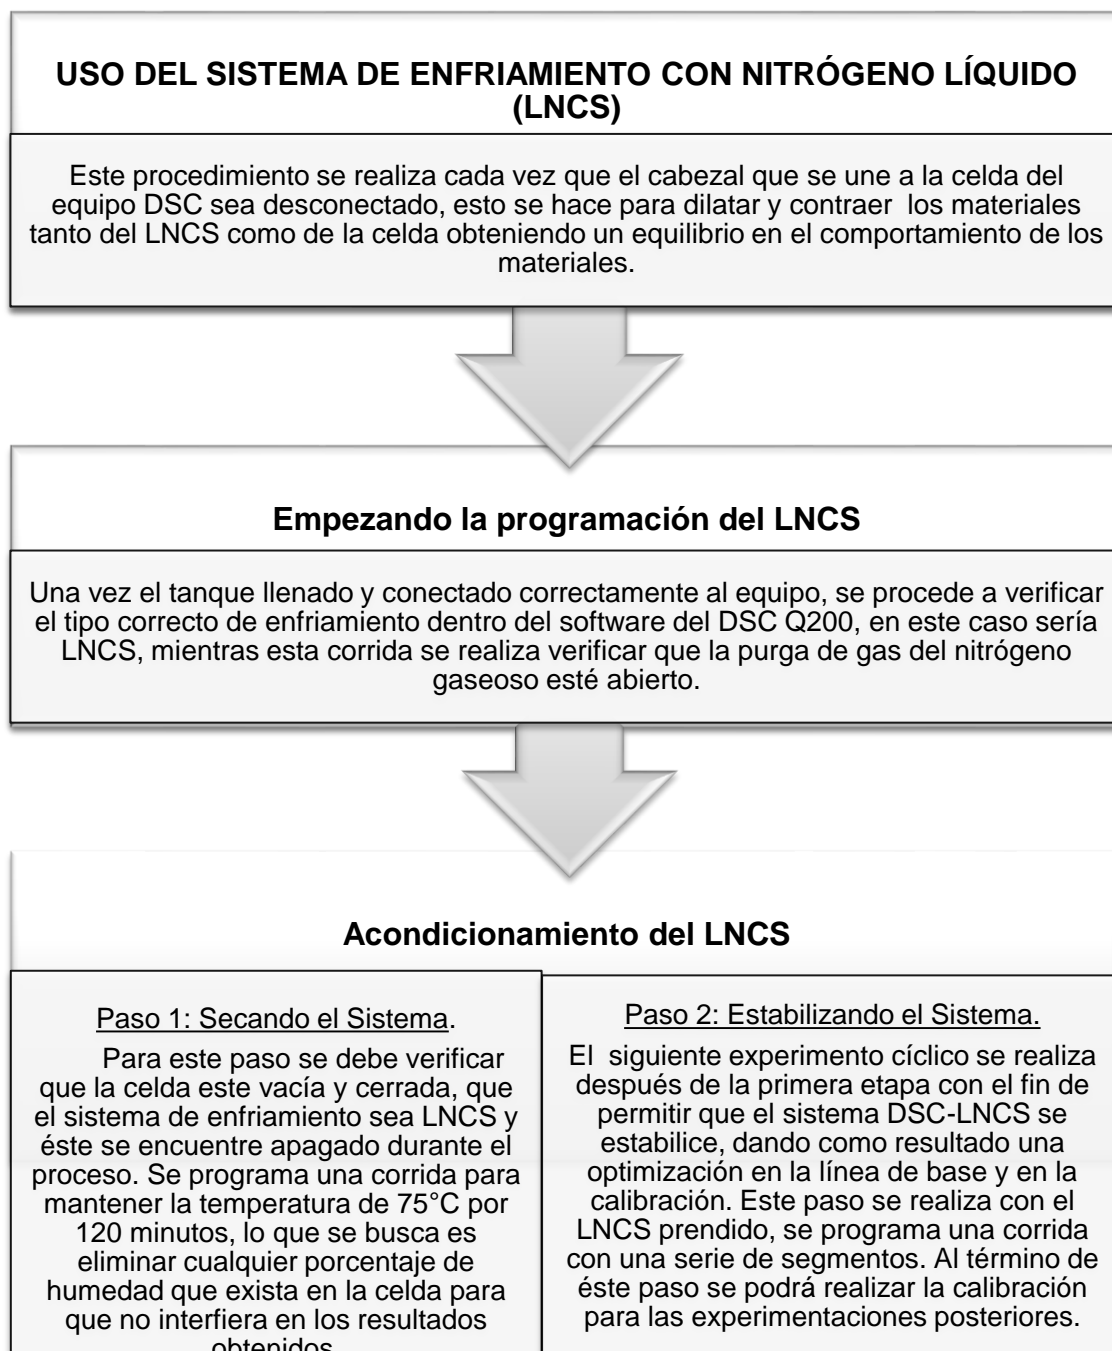 USO DEL SISTEMA DE ENFRIAMIENTO CON NITRÓGENO LÍQUIDO
(LNCS)
Este procedimiento se realiza cada vez que el cabezal que se une a la celda del
equipo DSC sea desconectado, esto se hace para dilatar y contraer los materiales
tanto del LNCS como de la celda obteniendo un equilibrio en el comportamiento de los
materiales.
Empezando la programación del LNCS
Una vez el tanque llenado y conectado correctamente al equipo, se procede a verificar
el tipo correcto de enfriamiento dentro del software del DSC Q200, en este caso sería
LNCS, mientras esta corrida se realiza verificar que la purga de gas del nitrógeno
gaseoso esté abierto.
Acondicionamiento del LNCS
Paso 1: Secando el Sistema.
Para este paso se debe verificar
que la celda este vacía y cerrada, que
el sistema de enfriamiento sea LNCS y
éste se encuentre apagado durante el
proceso. Se programa una corrida para
mantener la temperatura de 75°C por
120 minutos, lo que se busca es
eliminar cualquier porcentaje de
humedad que exista en la celda para
que no interfiera en los resultados
obtenidos
Paso 2: Estabilizando el Sistema.
El siguiente experimento cíclico se realiza
después de la primera etapa con el fin de
permitir que el sistema DSC-LNCS se
estabilice, dando como resultado una
optimización en la línea de base y en la
calibración. Este paso se realiza con el
LNCS prendido, se programa una corrida
con una serie de segmentos. Al término de
éste paso se podrá realizar la calibración
para las experimentaciones posteriores.